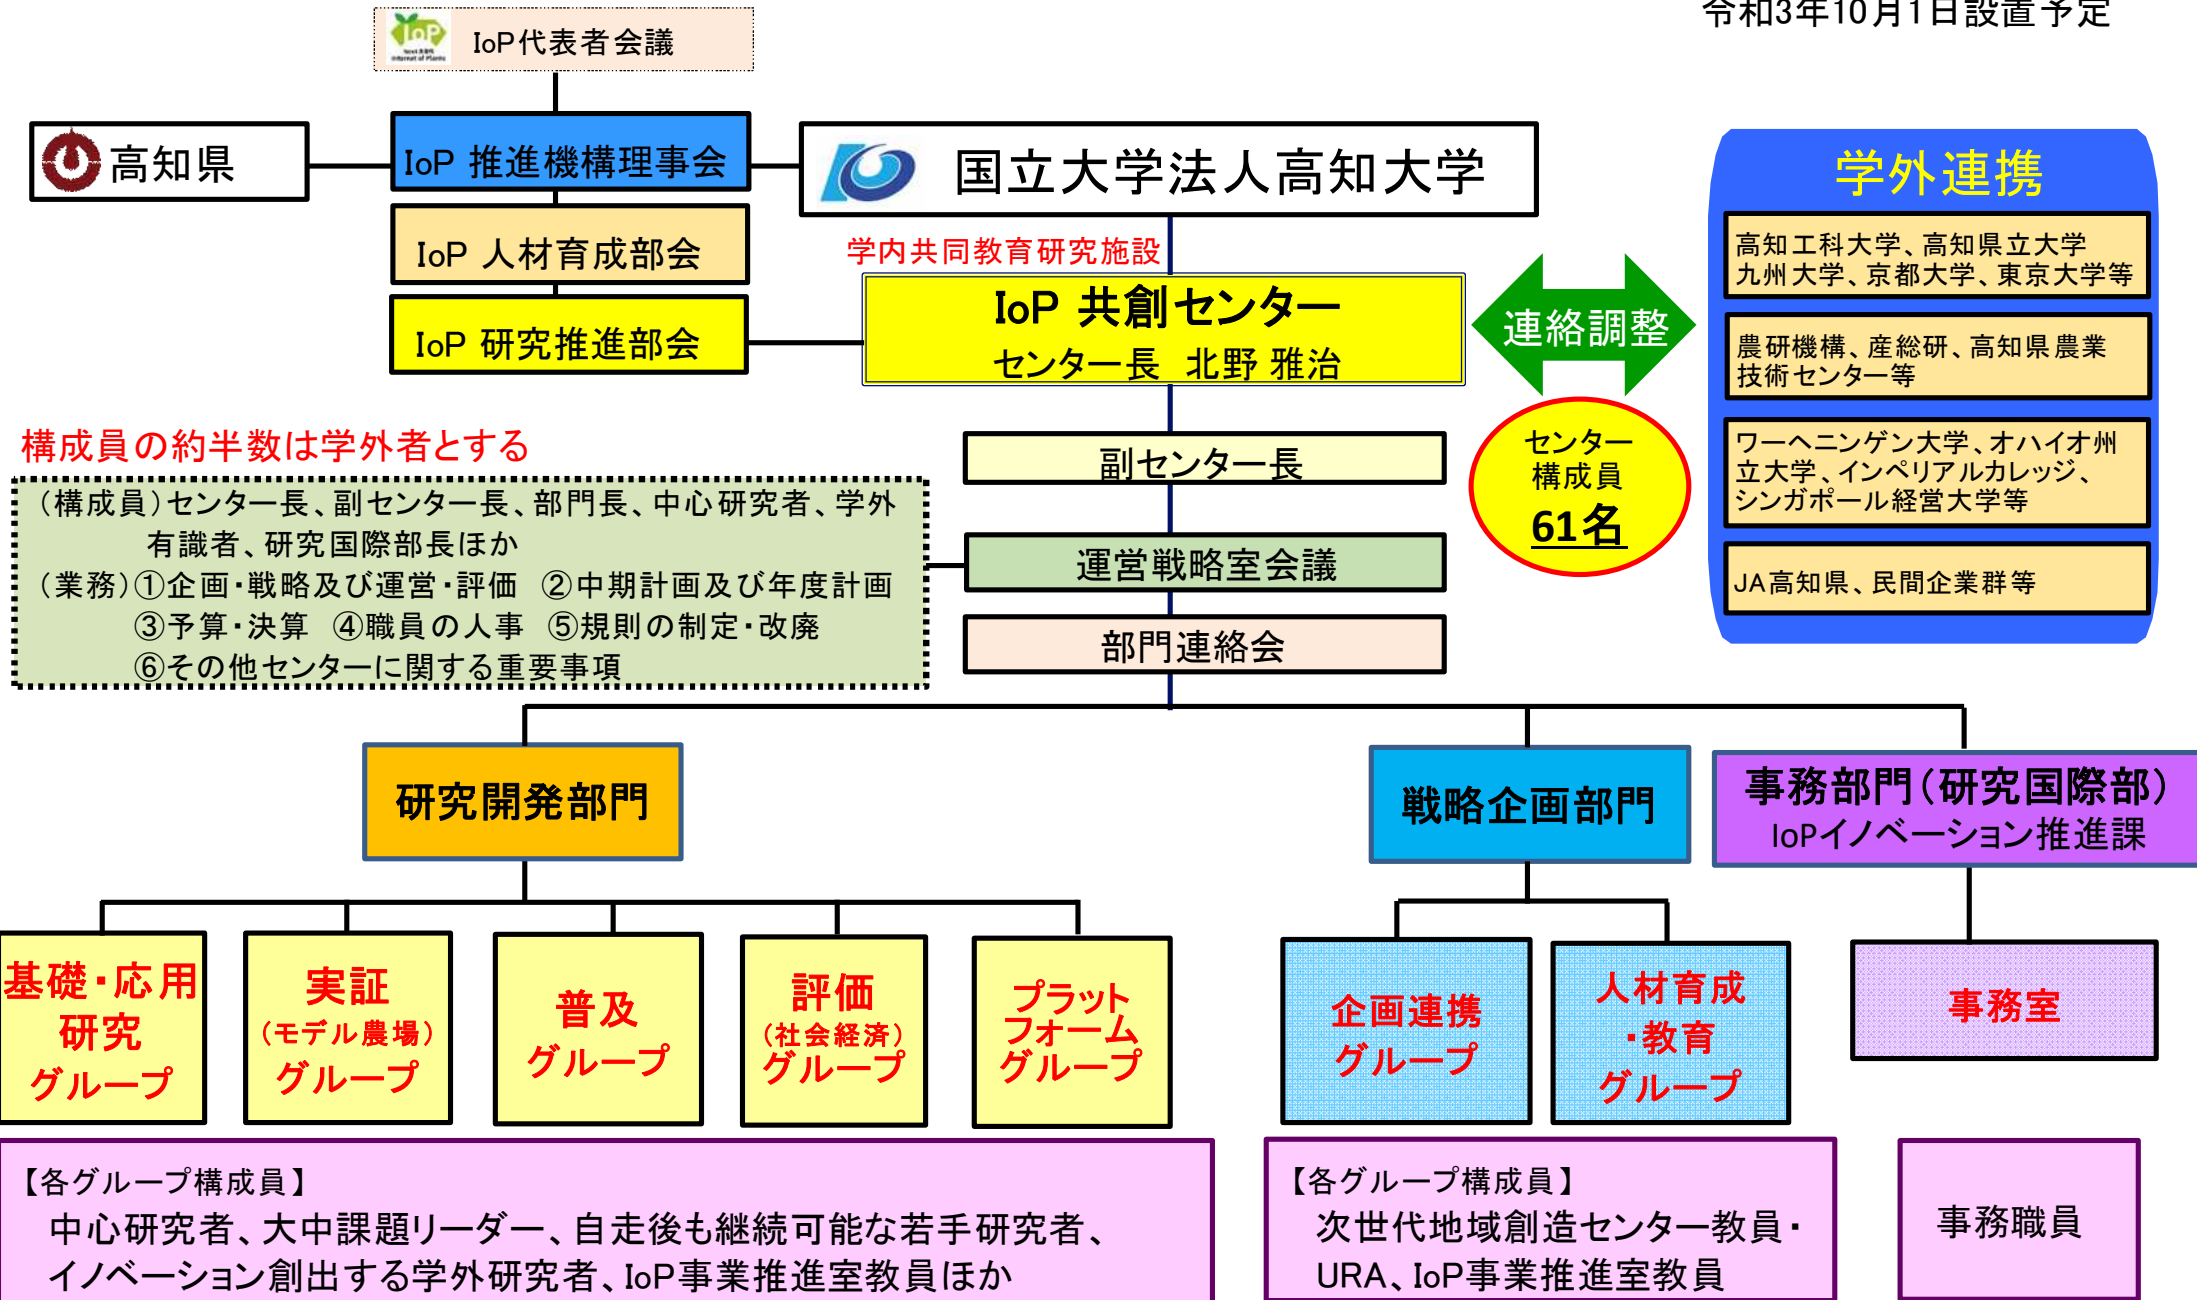 令和3年10月1日設置予定
IoP
Next 次世代
Internet of Plants
IoP代表者会議
高知県
IoP 推進機構理事会
国立大学法人高知大学
IoP 人材育成部会
IoP 研究推進部会
学内共同教育研究施設
IoP 共創センター
センター長 北野 雅治
連絡調整
学外連携
高知工科大学、高知県立大学
九州大学、京都大学、東京大学等
農研機構、産総研、高知県農業
技術センター等
ワーヘニンゲン大学、オハイオ州
立大学、インペリアルカレッジ、
シンガポール経営大学等
JA高知県、民間企業群等
センター
構成員
61名
副センター長
運営戦略室会議
部門連絡会
構成員の約半数は学外者とする
(構成員)センター長、副センター長、部門長、中心研究者、学外
有識者、研究国際部長ほか
(業務)①企画・戦略及び運営・評価 ②中期計画及び年度計画
③予算・決算 ④職員の人事 ⑤規則の制定・改廃
⑥その他センターに関する重要事項
研究開発部門
戦略企画部門
事務部門(研究国際部)
IoPイノベーション推進課
基礎・応用
研究
グループ
実証
(モデル農場)
グループ
普及
グループ
評価
(社会経済)
グループ
プラット
フォーム
グループ
企画連携
グループ
人材育成
・教育
グループ
事務室
【各グループ構成員】
中心研究者、大中課題リーダー、自走後も継続可能な若手研究者、
イノベーション創出する学外研究者、IoP事業推進室教員ほか
【各グループ構成員】
次世代地域創造センター教員・
URA、IoP事業推進室教員
事務職員